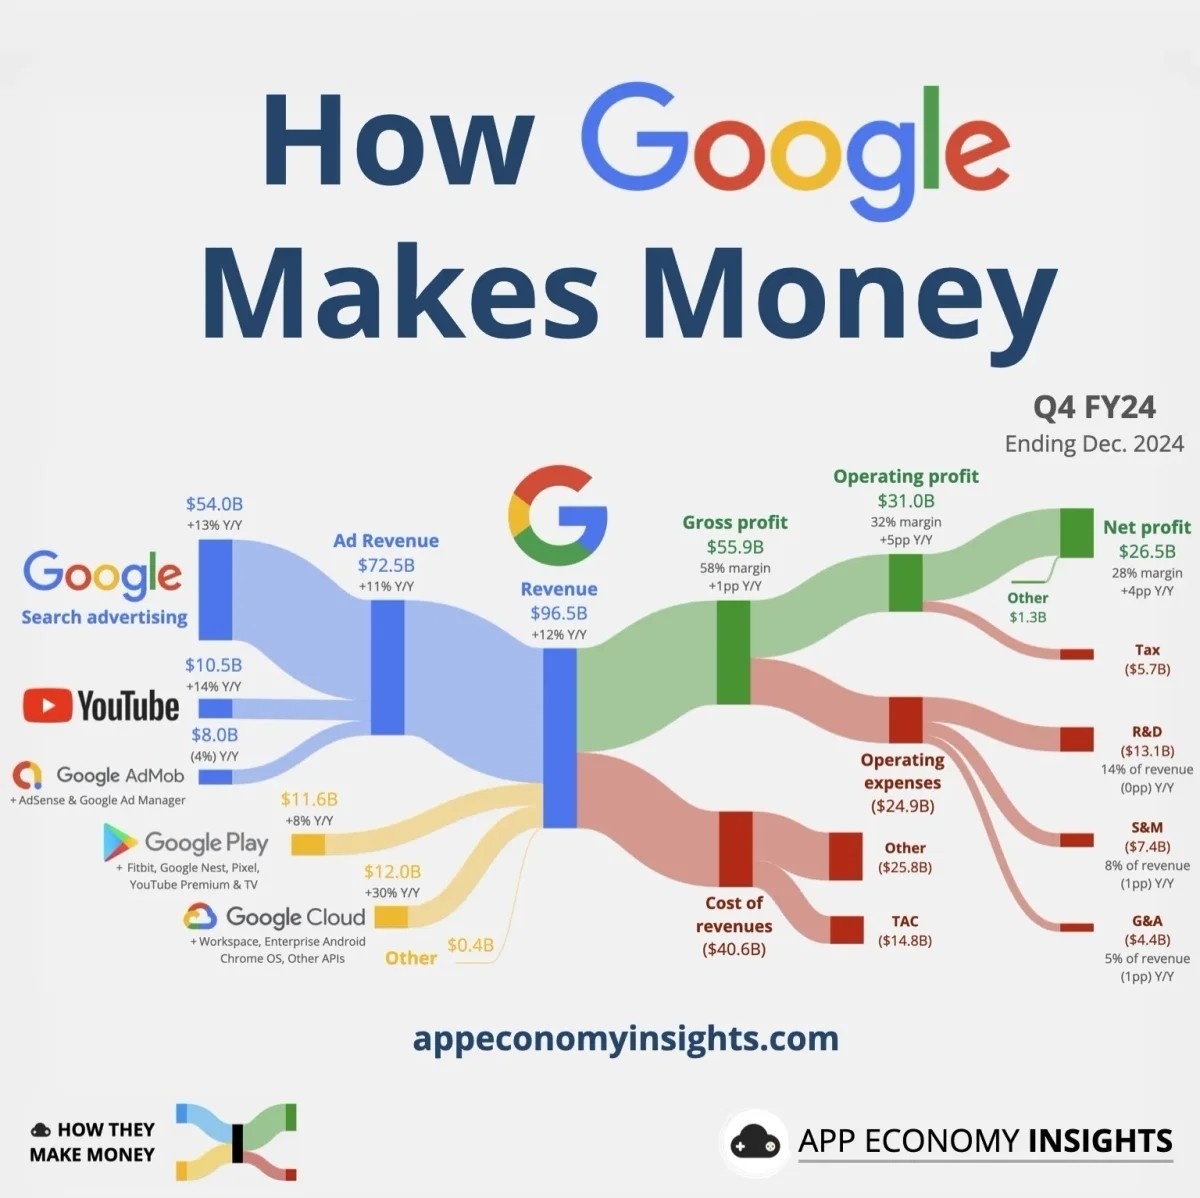 How Google
Makes Money
Q4 FY24
Ending Dec. 2024
$54.0B
+13% Y/Y
Google
Search advertising
$10.5B
+14% Y/Y
YouTube
$8.0B
(4%) Y/Y
Google AdMob
+ AdSense & Google Ad Manager
Ad Revenue
$72.5B
+11% Y/Y
$11.6B
+8% Y/Y
Google Play
+ Fitbit, Google Nest, Pixel,
YouTube Premium & TV
$12.0B
+30% Y/Y
Google Cloud
+ Workspace, Enterprise Android
Chrome OS, Other APIs
Other
$0.4B
Revenue
$96.5B
+12% Y/Y
Gross profit
$55.9B
58% margin
+1pp Y/Y
Operating profit
$31.0B
32% margin
+5pp Y/Y
Net profit
$26.5B
28% margin
+4pp Y/Y
Other
$1.3B
Tax
($5.7B)
Operating
expenses
($24.9B)
R&D
($13.1B)
14% of revenue
(0pp) Y/Y
S&M
($7.4B)
8% of revenue
(1pp) Y/Y
G&A
($4.4B)
5% of revenue
(1pp) Y/Y
Cost of
revenues
($40.6B)
Other
($25.8B)
TAC
($14.8B)
appeconomyinsights.com
HOW THEY
MAKE MONEY
APP ECONOMY INSIGHTS